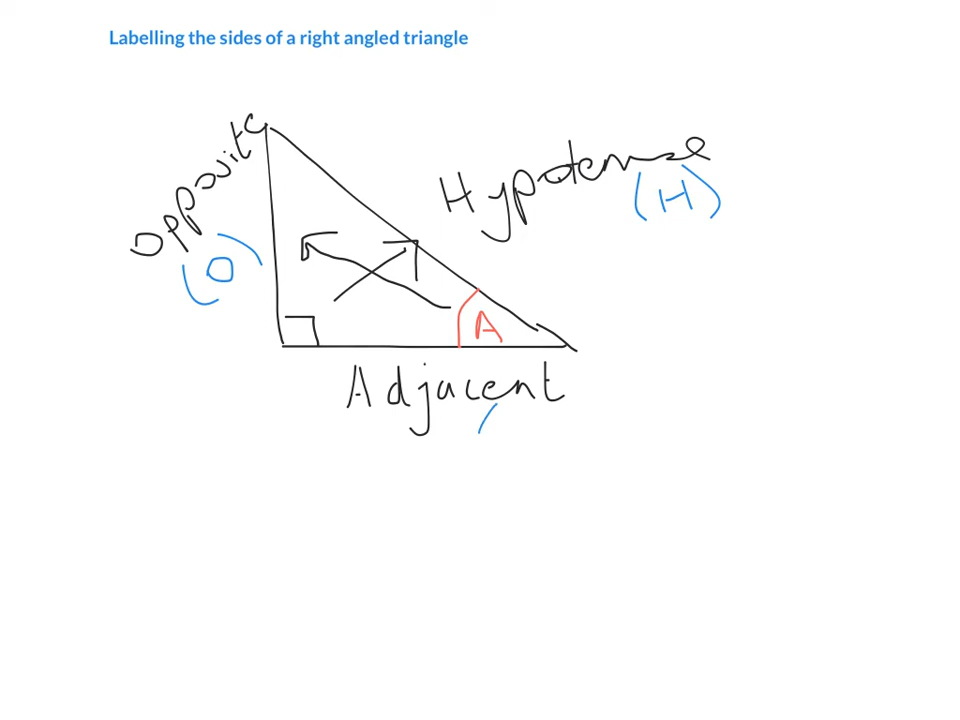 Labelling the sides of a right angled triangle
Opposite
(O)
Hypotenuse
(H)
A
Adjacent
(